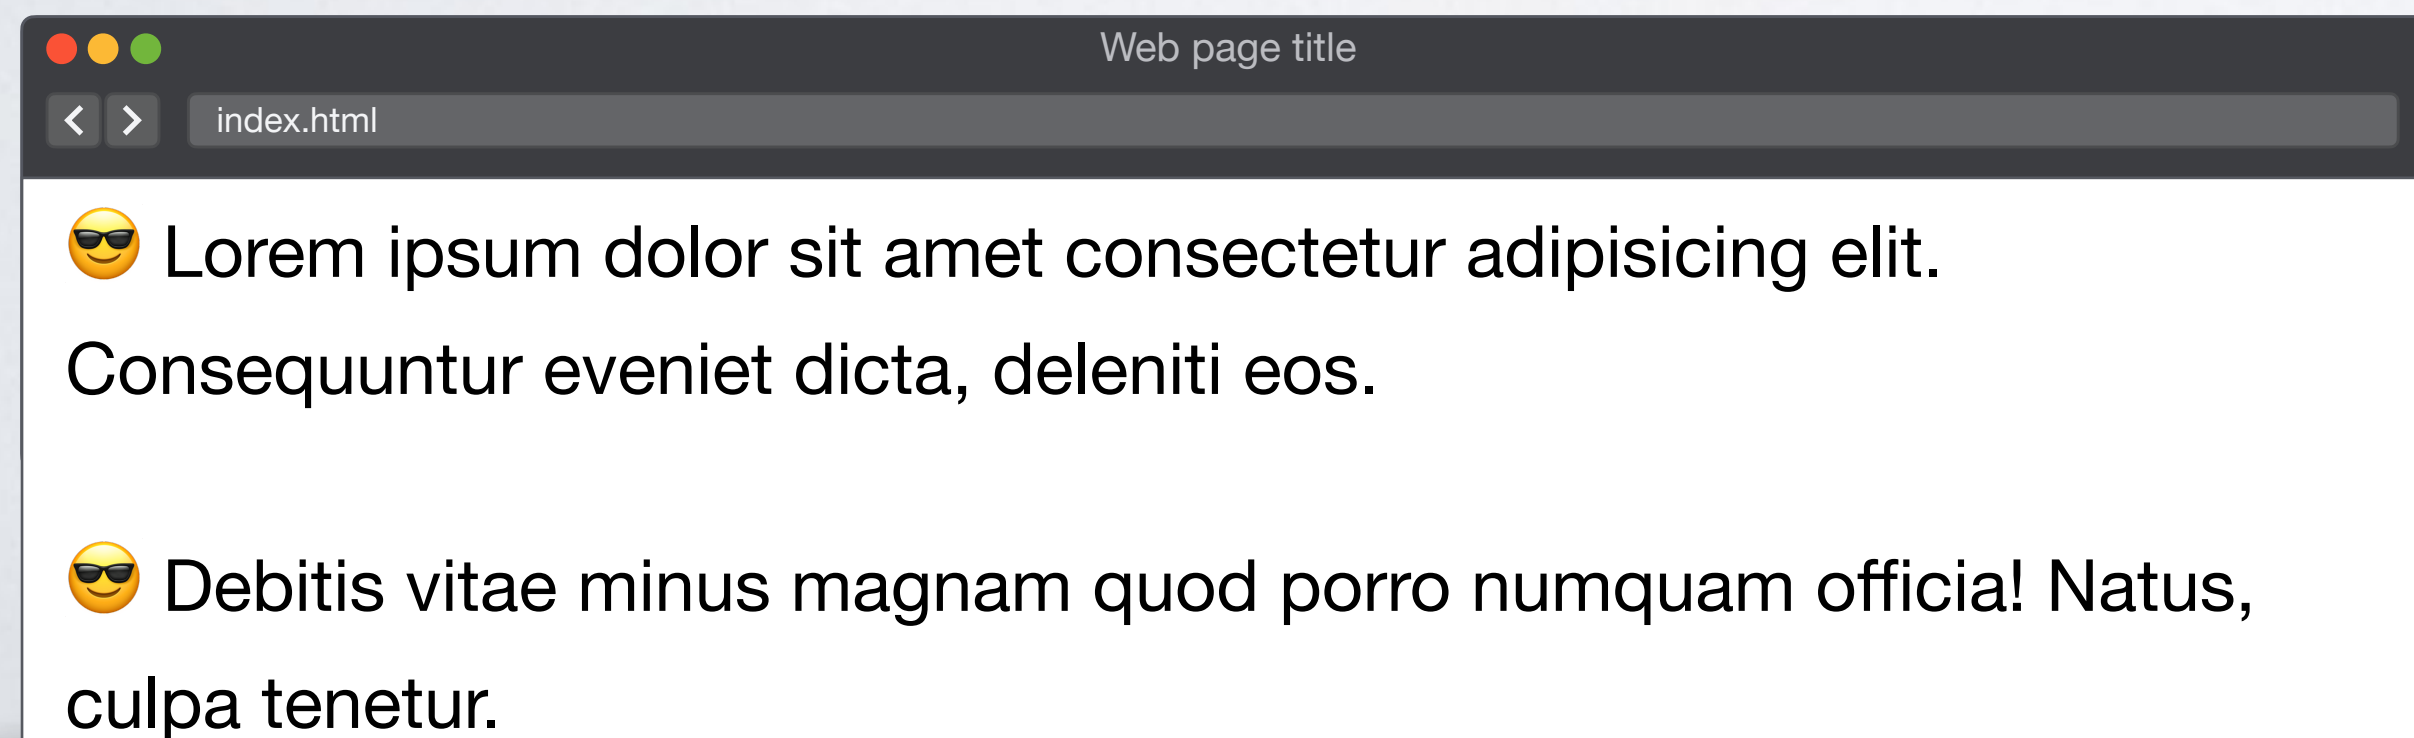 Web page title
index.html
😎 Lorem ipsum dolor sit amet consectetur adipisicing elit.
Consequuntur eveniet dicta, deleniti eos.
😎 Debitis vitae minus magnam quod porro numquam officia! Natus,
culpa tenetur.